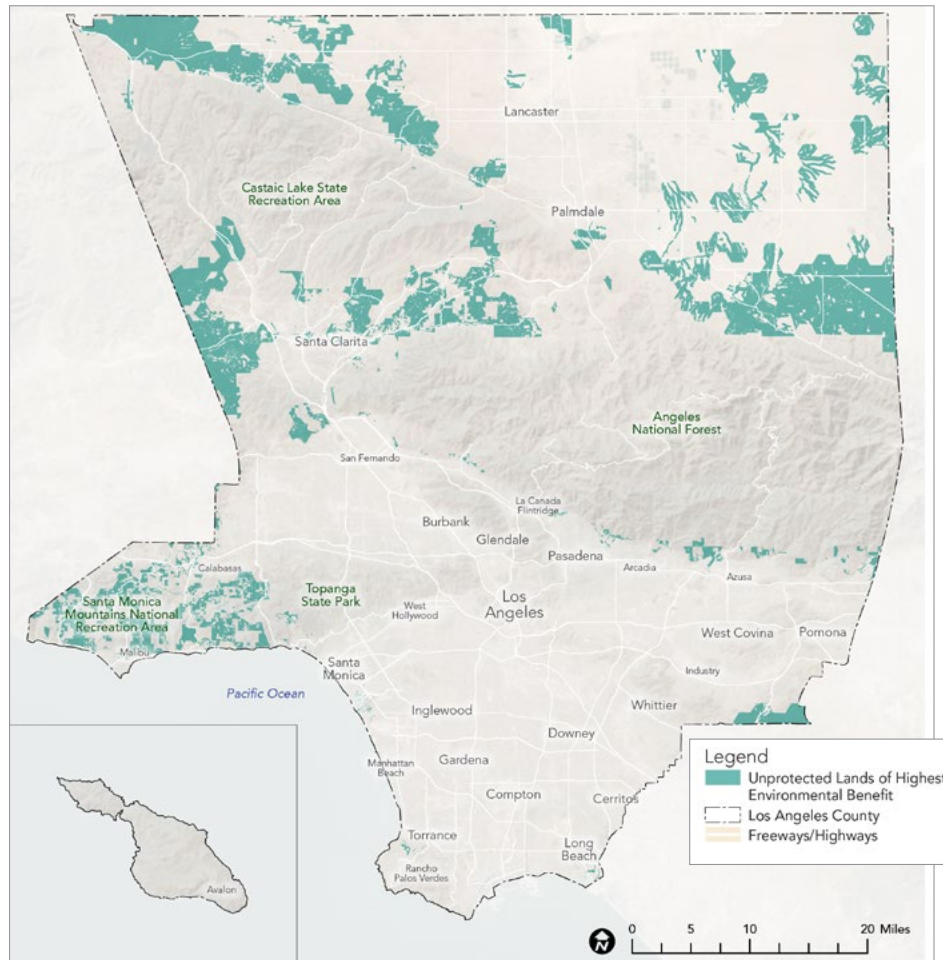 Lancaster
Castaic Lake State
Recreation Area
Palmdale
Santa Clarita
Angeles
National Forest
San Fernando
La Canada
Flintridge
Burbank
Glendale
Pasadena
Arcadia
Azusa
Calabasas
Santa Monica
Mountains National
Recreation Area
Malibu
Topanga
State Park
West
Hollywood
Los
Angeles
West Covina
Pomona
Santa
Monica
Industry
Pacific Ocean
Inglewood
Whittier
Downey
Manhattan
Beach
Gardena
Compton
Cerritos
Torrance
Long
Beach
Rancho
Palos Verdes
Avalon
Legend
Unprotected Lands of Highest
Environmental Benefit
Los Angeles County
Freeways/Highways
N
0 5 10 20 Miles